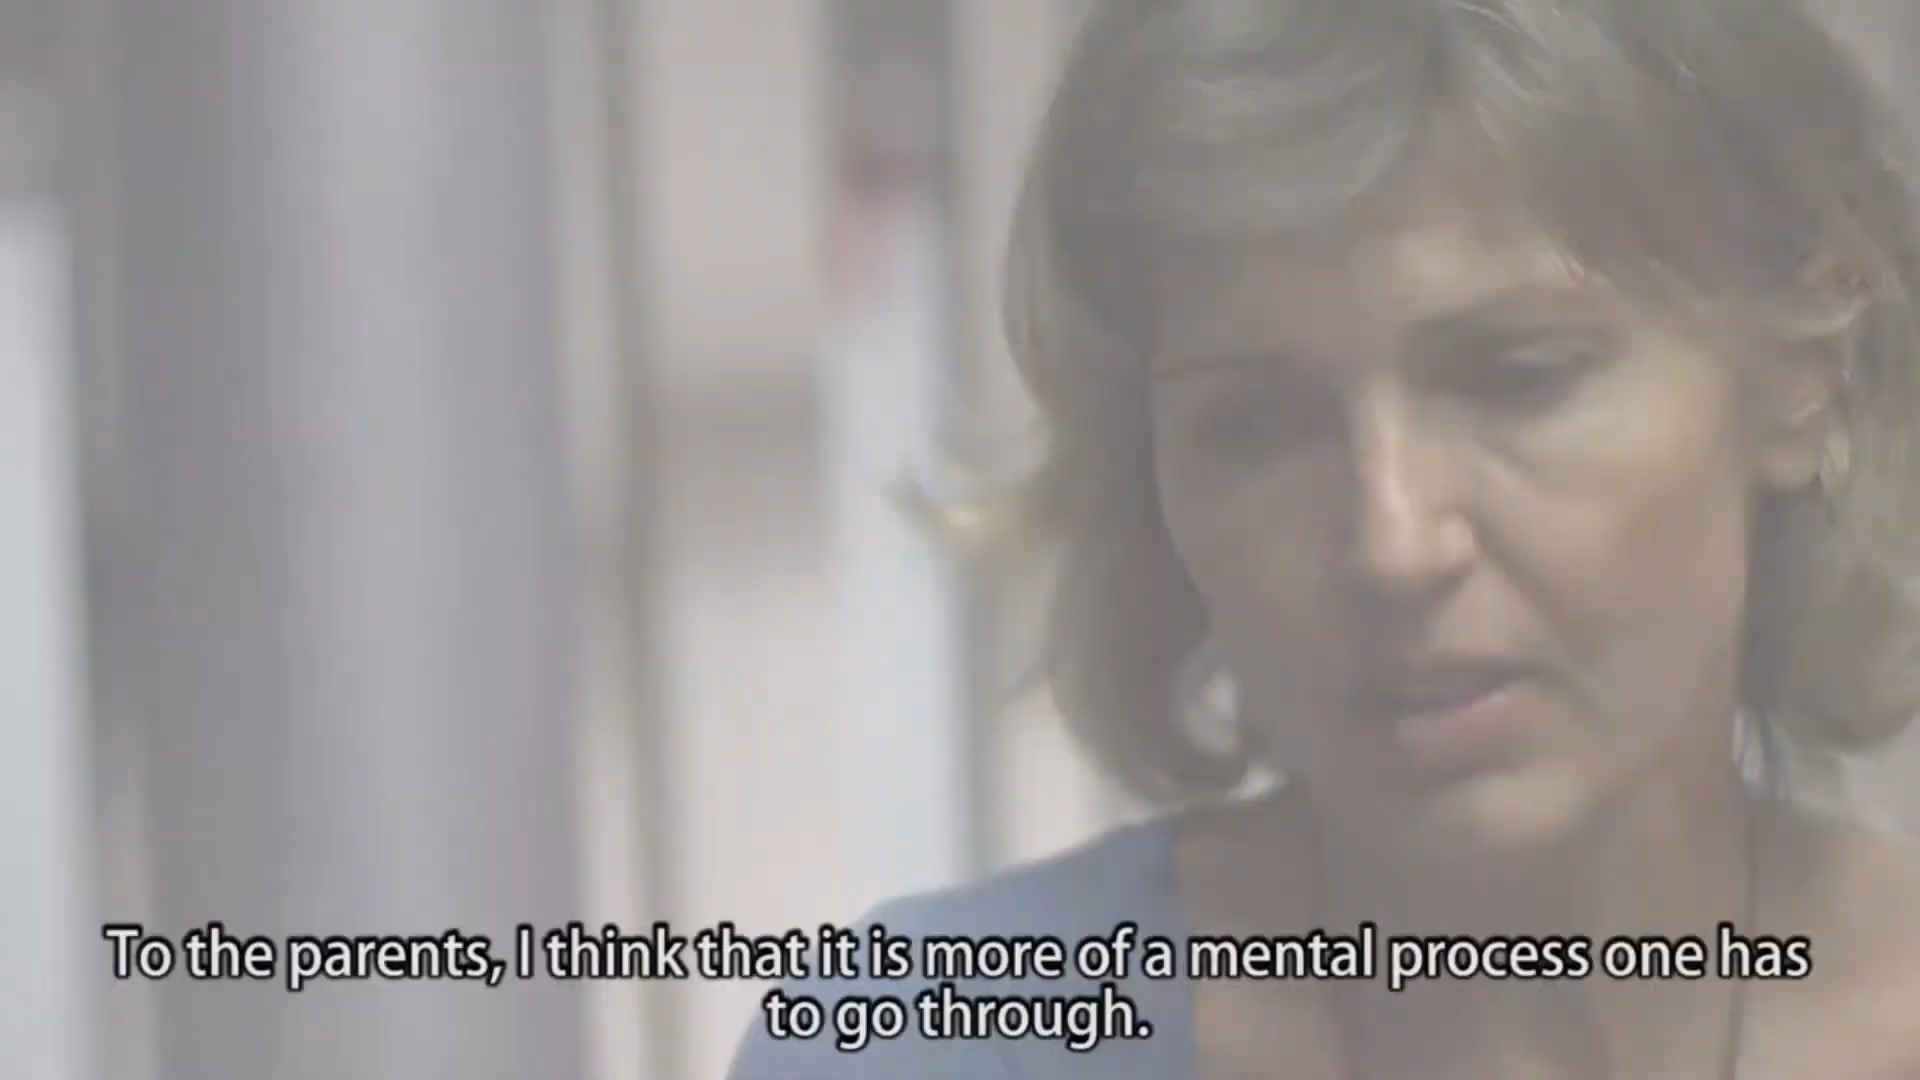 To the parents, I think that it is more of a mental process one has
to go through.